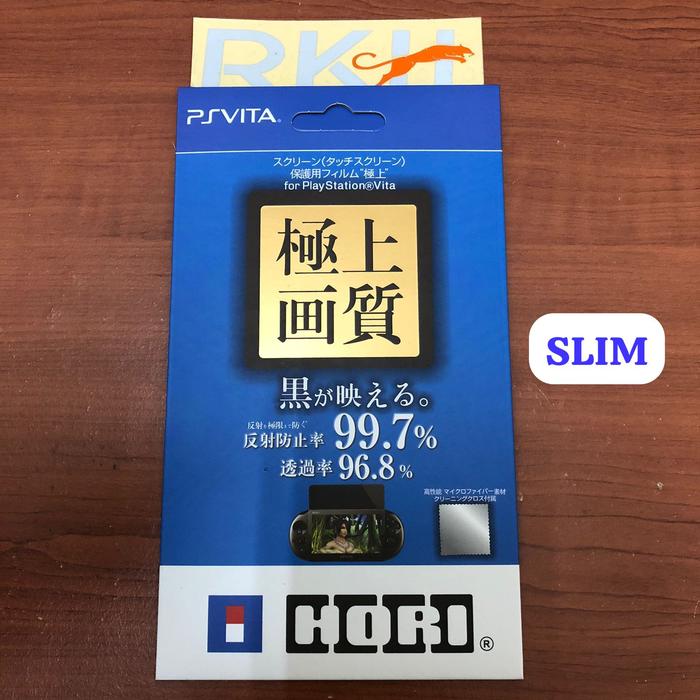 RKII
PSVITA®
スクリーン(タッチスクリーン)
保護用フィルム"極上"
for PlayStation®Vita
極上
画質
黒が映える。
反射を極限まで防ぐ
反射防止率 99.7%
透過率 96.8%
高性能 マイクロファイバー素材
クリーニングクロス付属
SLIM
HORI®